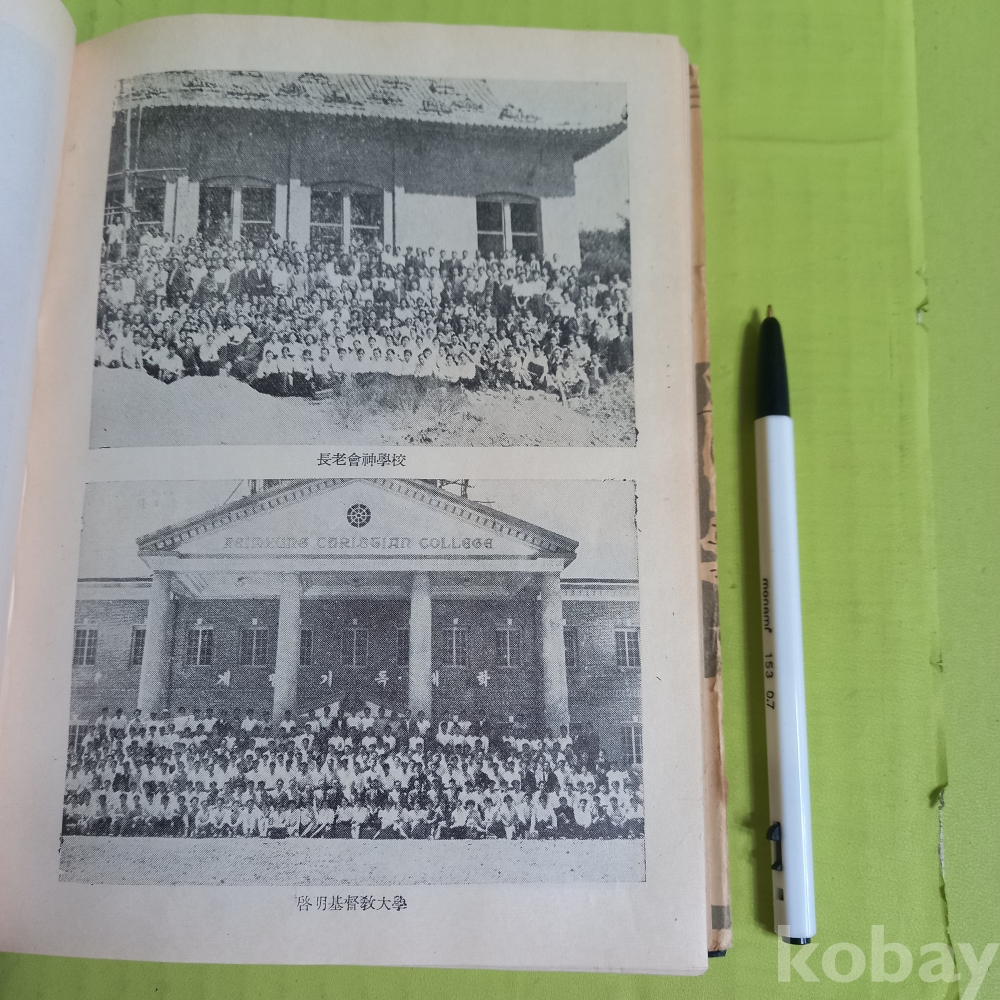 長老會神學校
KEIMYUNG CHRISTIAN COLLEGE
계명기독대학
啓明基督敎大學
monami 153 0.7
kobay